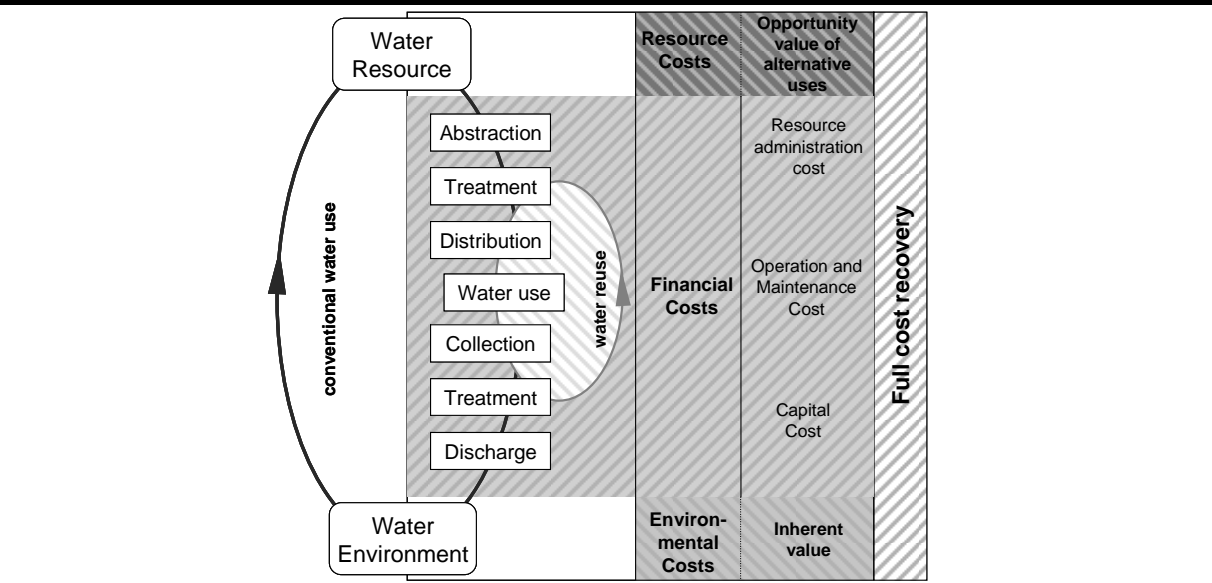 Water
Resource
Abstraction
Treatment
Distribution
Water use
Collection
Treatment
Discharge
Water
Environment
conventional water use
water reuse
Resource
Costs
Opportunity
value of
alternative
uses
Financial
Costs
Resource
administration
cost
Operation and
Maintenance
Cost
Capital
Cost
Environ-
mental
Costs
Inherent
value
Full cost recovery